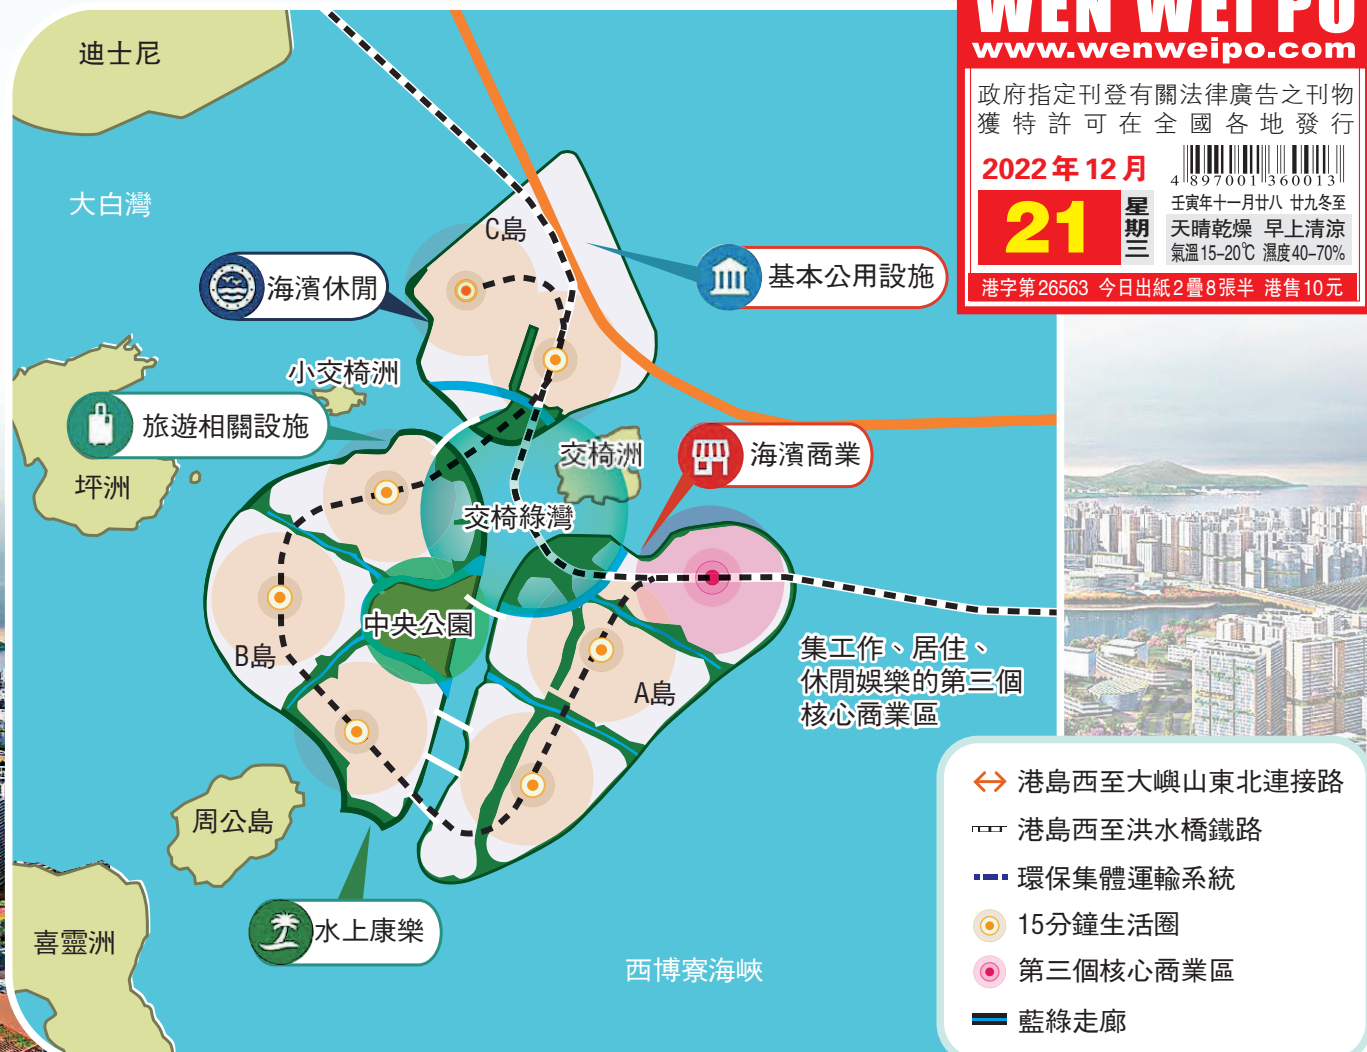 WEN WEI PO
www.wenweipo.com
政府指定刊登有關法律廣告之刊物
獲特許可在全國各地發行
2022年12月
21
星期三
4 897001 360013
壬寅年十一月廿八 廿九冬至
天晴乾燥 早上清涼
氣溫15-20℃ 濕度40-70%
港字第26563 今日出紙2疊8張半 港售10元
迪士尼
大白灣
C島
海濱休閒
基本公用設施
小交椅洲
旅遊相關設施
交椅洲
海濱商業
坪洲
交椅綠灣
中央公園
B島
A島
集工作、居住、
休閒娛樂的第三個
核心商業區
周公島
水上康樂
喜靈洲
西博寮海峽
港島西至大嶼山東北連接路
港島西至洪水橋鐵路
環保集體運輸系統
15分鐘生活圈
第三個核心商業區
藍綠走廊